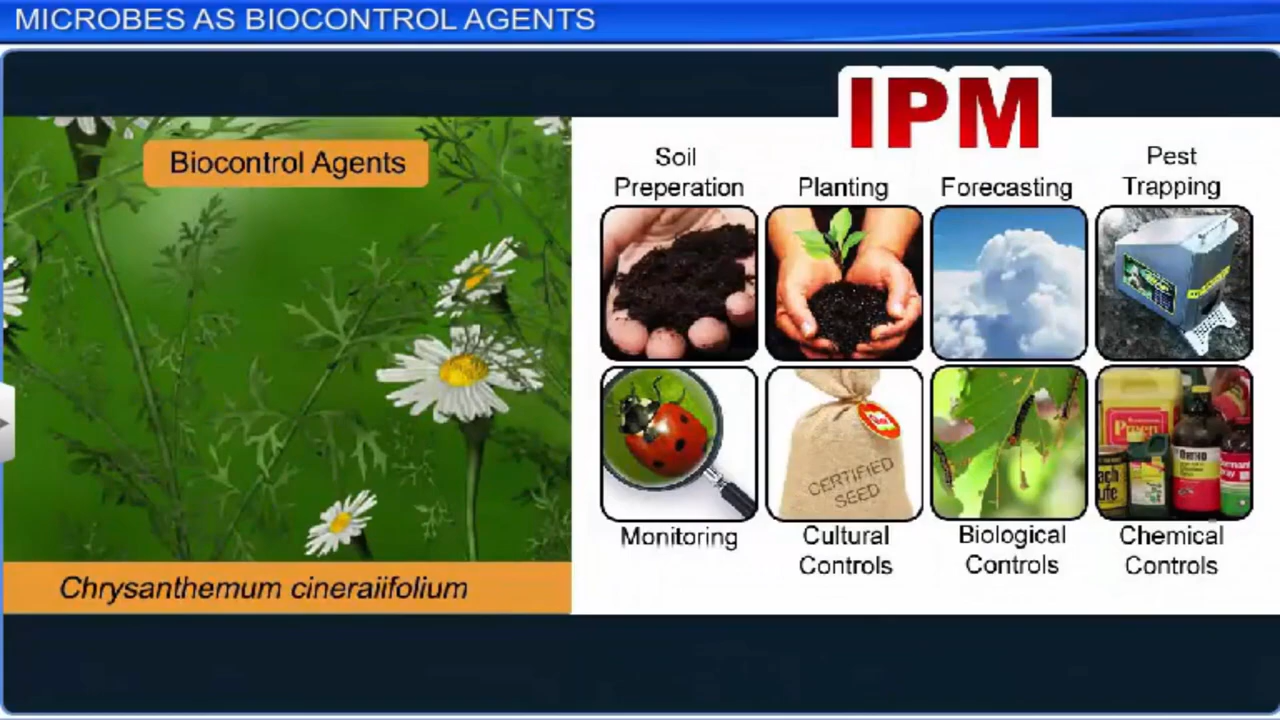 MICROBES AS BIOCONTROL AGENTS
Biocontrol Agents
Chrysanthemum cineraiifolium
IPM
Soil
Preperation
Planting
Forecasting
Pest
Trapping
CERTIFIED
SEED
ORTHO
Monitoring
Cultural
Controls
Biological
Controls
Chemical
Controls